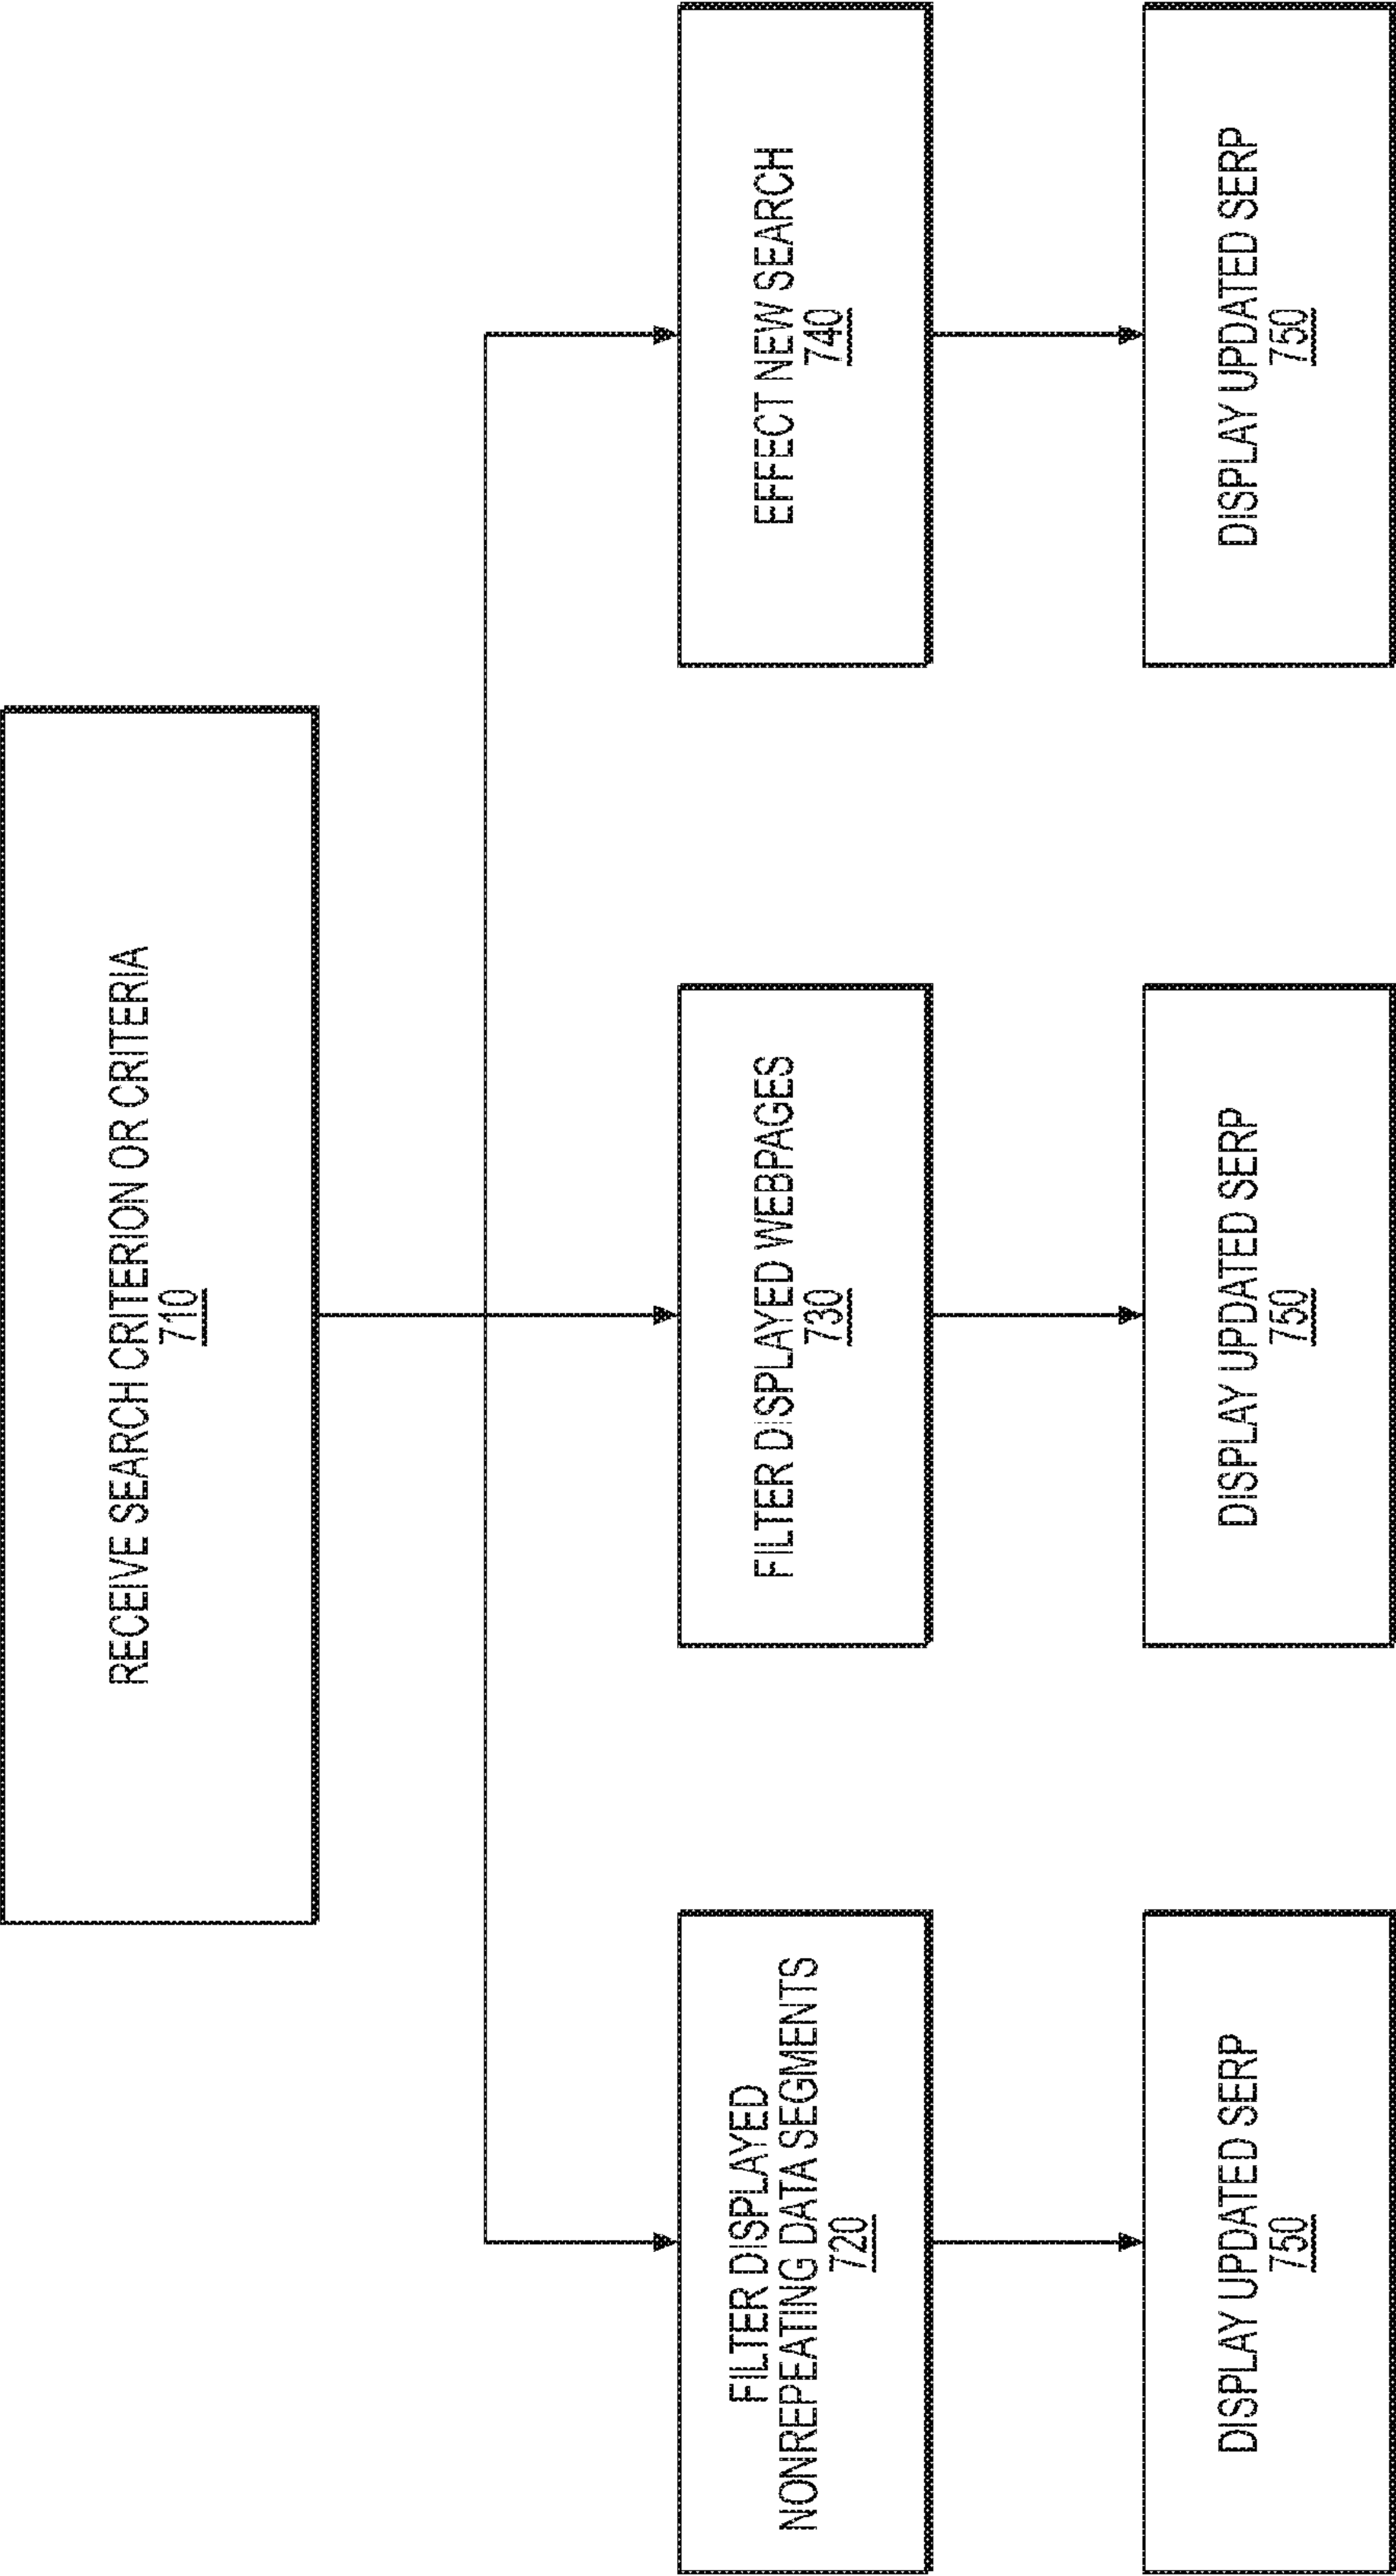 RECEIVE SEARCH CRITERION OR CRITERIA
710
FILTER DISPLAYED
NONREPEATING DATA SEGMENTS
720
FILTER DISPLAYED WEBPAGES
730
EFFECT NEW SEARCH
740
DISPLAY UPDATED SERP
750
DISPLAY UPDATED SERP
750
DISPLAY UPDATED SERP
750